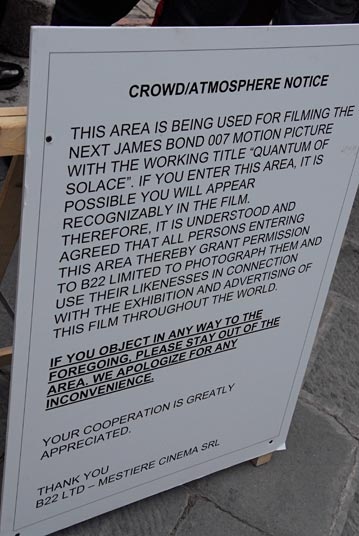 CROWD/ATMOSPHERE NOTICE
THIS AREA IS BEING USED FOR FILMING THE
NEXT JAMES BOND 007 MOTION PICTURE
WITH THE WORKING TITLE "QUANTUM OF
SOLACE". IF YOU ENTER THIS AREA, IT IS
POSSIBLE YOU WILL APPEAR
RECOGNIZABLY IN THE FILM.
THEREFORE, IT IS UNDERSTOOD AND
AGREED THAT ALL PERSONS ENTERING
THIS AREA THEREBY GRANT PERMISSION
TO B22 LIMITED TO PHOTOGRAPH THEM AND
USE THEIR LIKENESSES IN CONNECTION
WITH THE EXHIBITION AND ADVERTISING OF
THIS FILM THROUGHOUT THE WORLD.
IF YOU OBJECT IN ANY WAY TO THE
FOREGOING, PLEASE STAY OUT OF THE
AREA. WE APOLOGIZE FOR ANY
INCONVENIENCE.
YOUR COOPERATION IS GREATLY
APPRECIATED.
THANK YOU
B22 LTD – MESTIERE CINEMA SRL